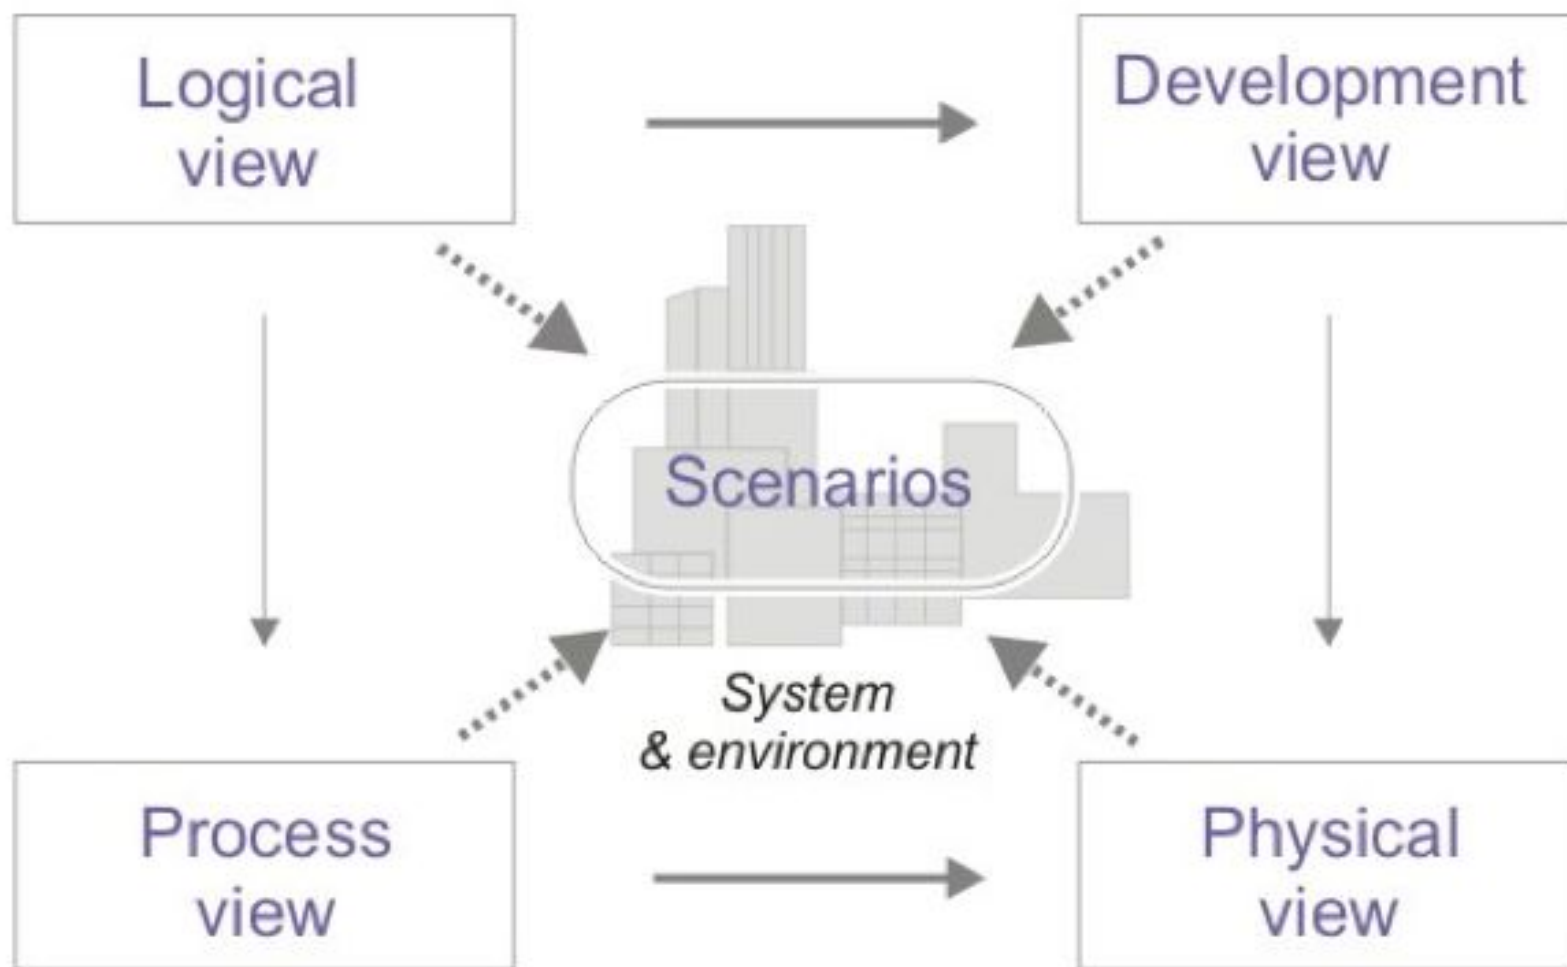 Logical
view
Development
view
Scenarios
System
& environment
Process
view
Physical
view